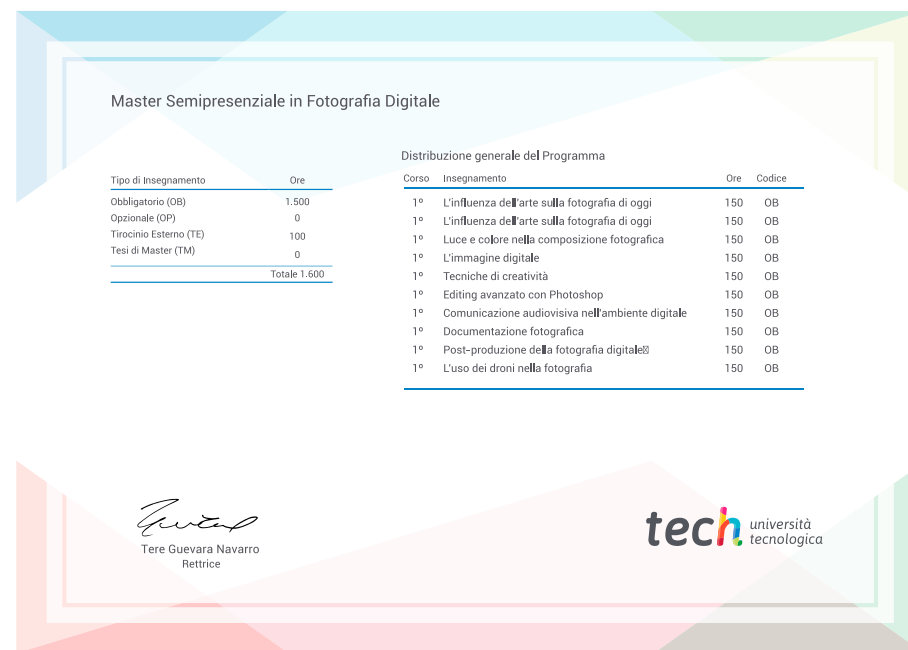 Master Semipresenziale in Fotografia Digitale
Tipo di Insegnamento Ore
Obbligatorio (OB) 1.500
Opzionale (OP) 0
Tirocinio Esterno (TE) 100
Tesi di Master (TM) 0
Totale 1.600
Distribuzione generale del Programma
Corso Insegnamento Ore Codice
1º L'influenza dell'arte sulla fotografia di oggi 150 OB
1º L'influenza dell'arte sulla fotografia di oggi 150 OB
1º Luce e colore nella composizione fotografica 150 OB
1º L'immagine digitale 150 OB
1º Tecniche di creatività 150 OB
1º Editing avanzato con Photoshop 150 OB
1º Comunicazione audiovisiva nell'ambiente digitale 150 OB
1º Documentazione fotografica 150 OB
1º Post-produzione della fotografia digitale 150 OB
1º L'uso dei droni nella fotografia 150 OB
Tere Guevara Navarro
Rettrice
tech università
tecnologica